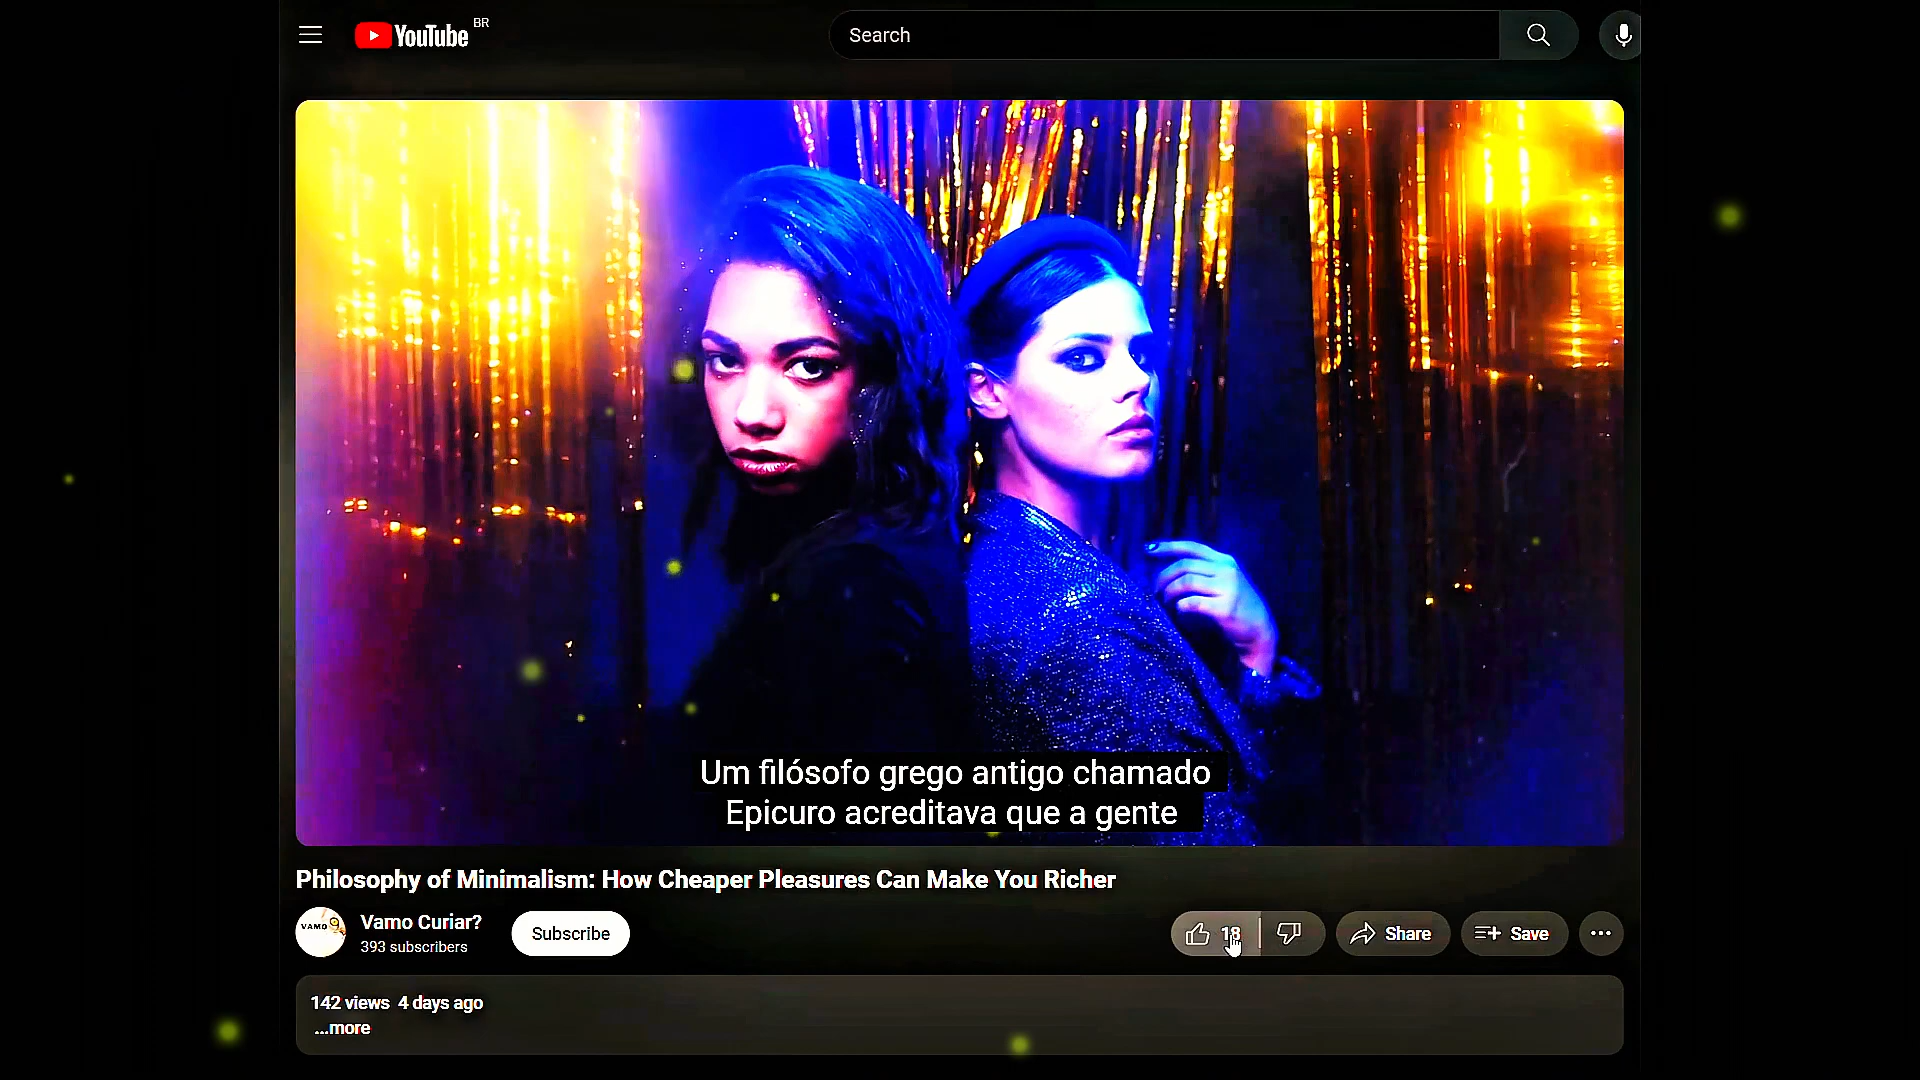 YouTube BR
Search
Um filósofo grego antigo chamado
Epicuro acreditava que a gente
Philosophy of Minimalism: How Cheaper Pleasures Can Make You Richer
VAMO
Vamo Curiar?
393 subscribers
Subscribe
18
Share
Save
142 views 4 days ago
...more